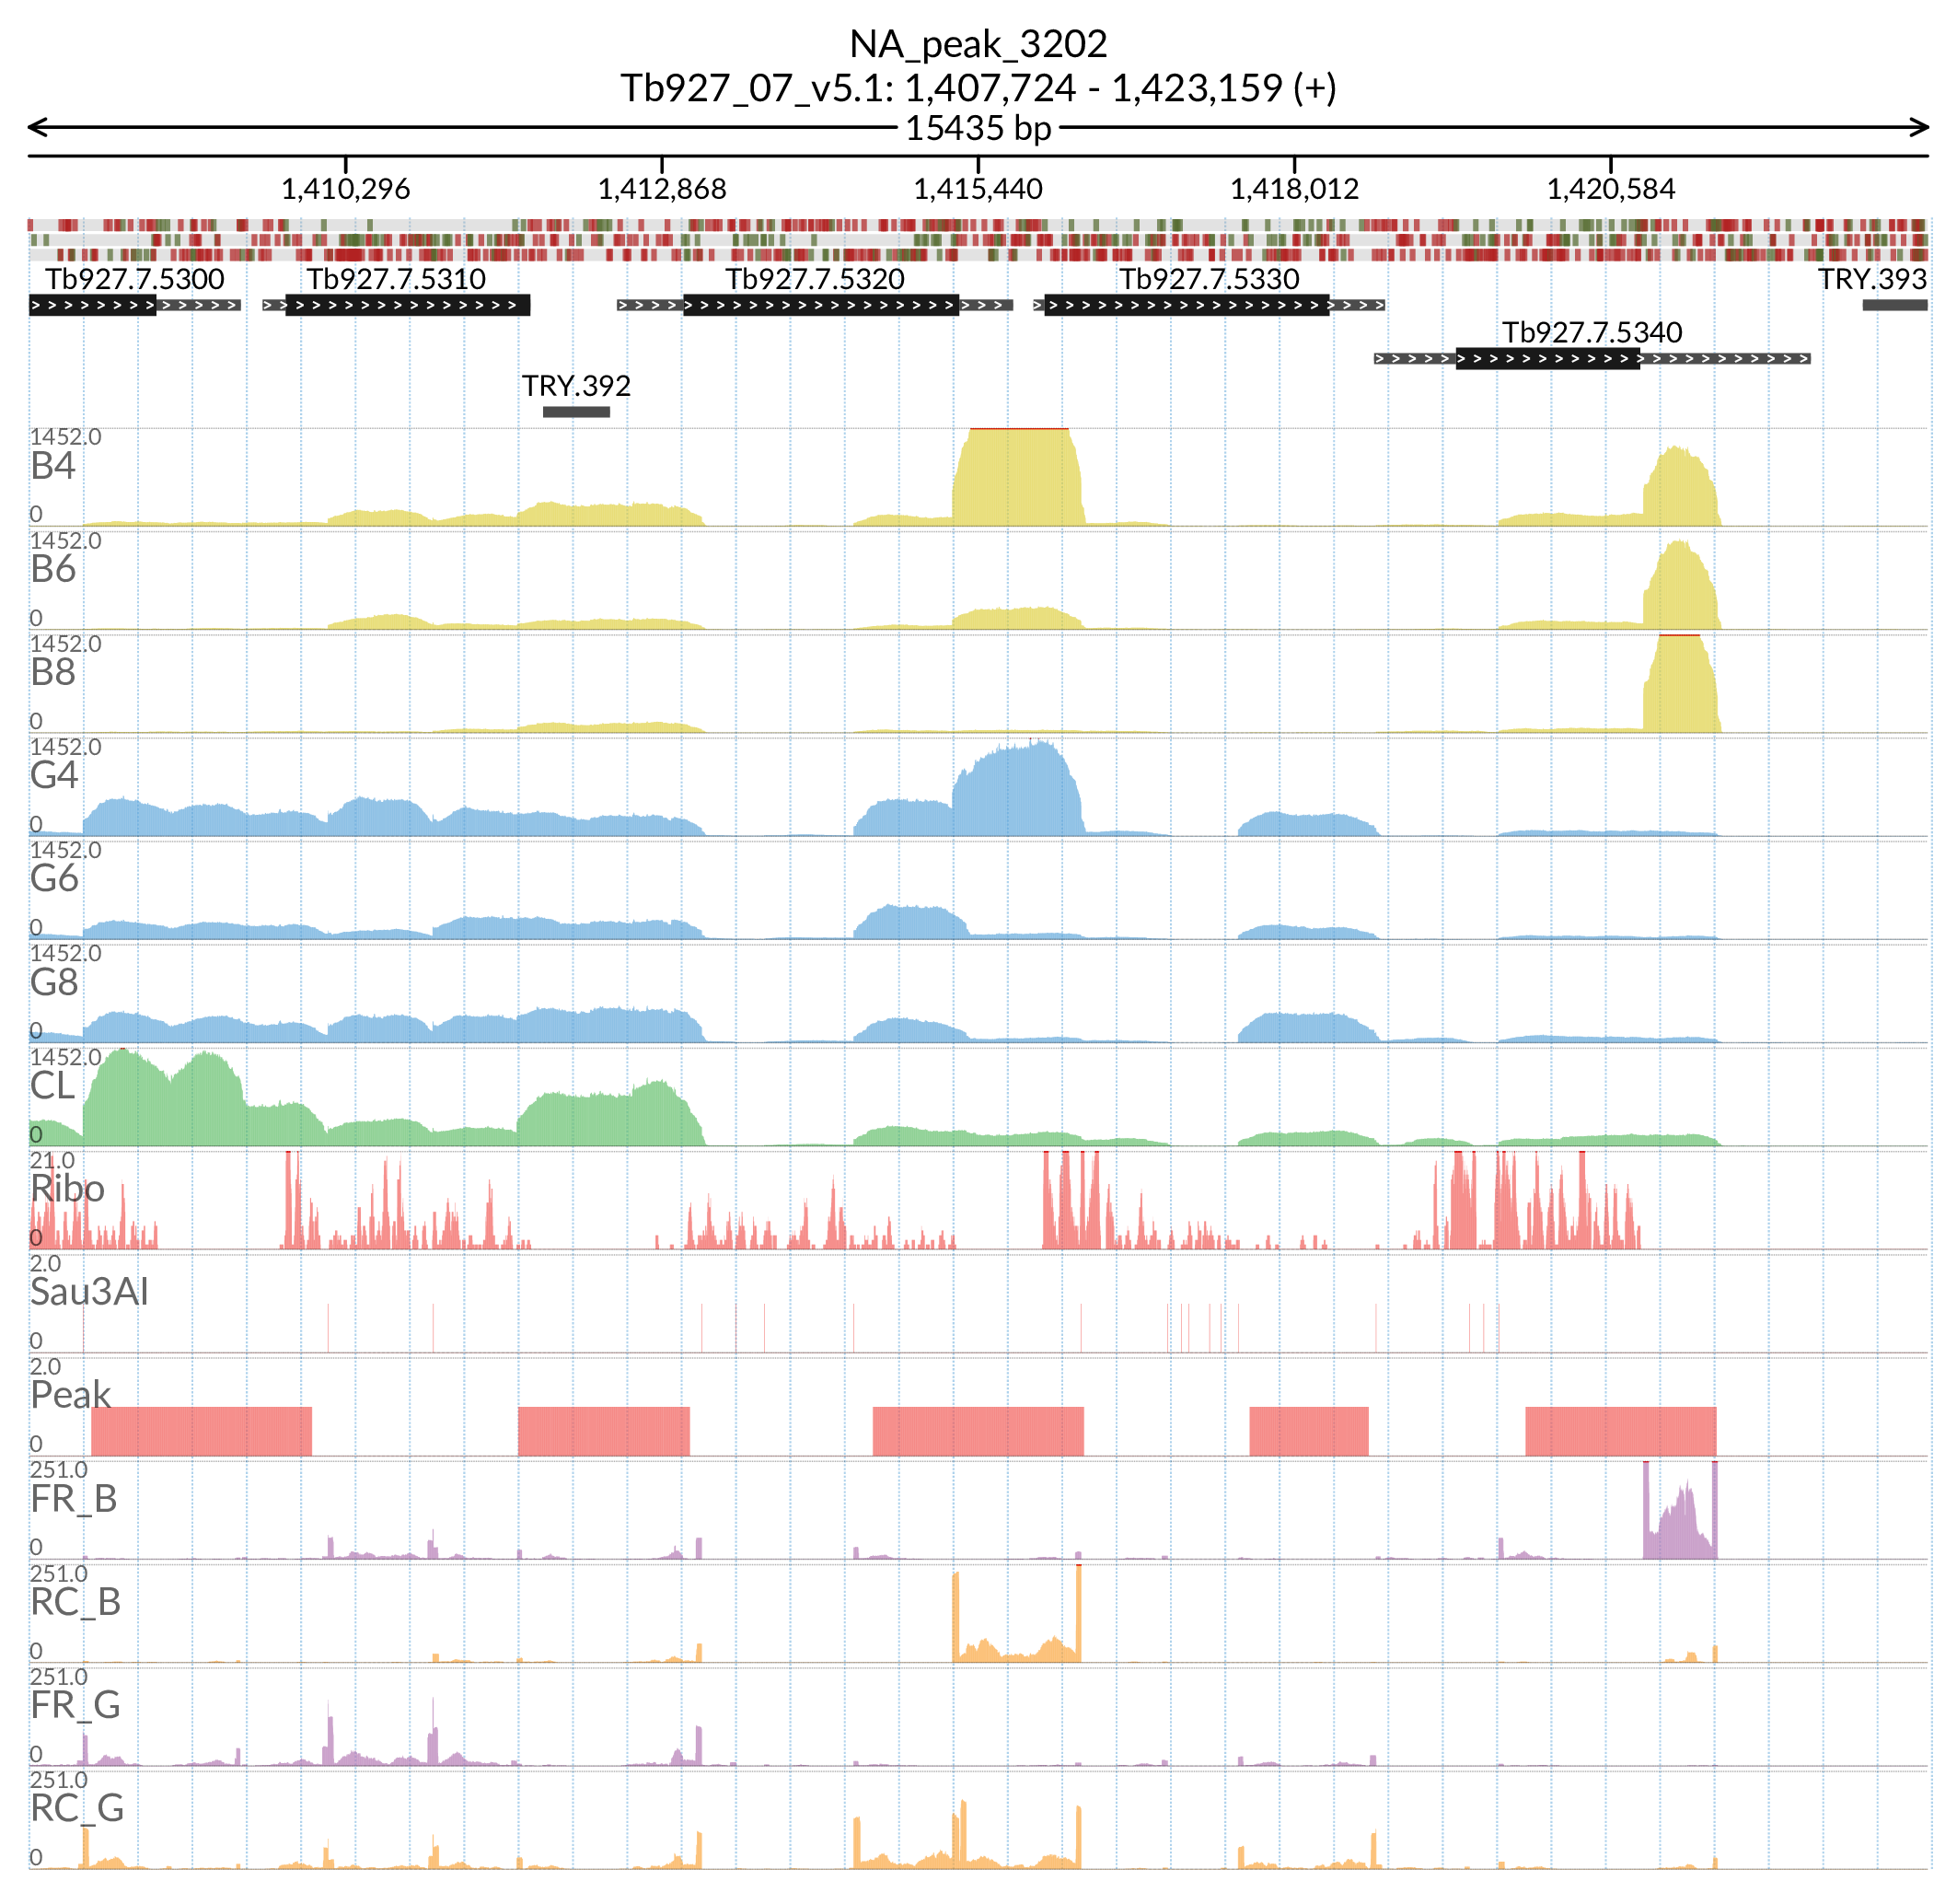 NA_peak_3202
Tb927_07_v5.1: 1,407,724 - 1,423,159 (+)
15435 bp
1,410,296 1,412,868 1,415,440 1,418,012 1,420,584
Tb927.7.5300 Tb927.7.5310 Tb927.7.5320 Tb927.7.5330 TRY.393
Tb927.7.5340
TRY.392
1452.0
B4
0
1452.0
B6
0
1452.0
B8
0
1452.0
G4
0
1452.0
G6
0
1452.0
G8
0
1452.0
CL
0
21.0
Ribo
0
2.0
Sau3AI
0
2.0
Peak
0
251.0
FR_B
0
251.0
RC_B
0
251.0
FR_G
0
251.0
RC_G
0